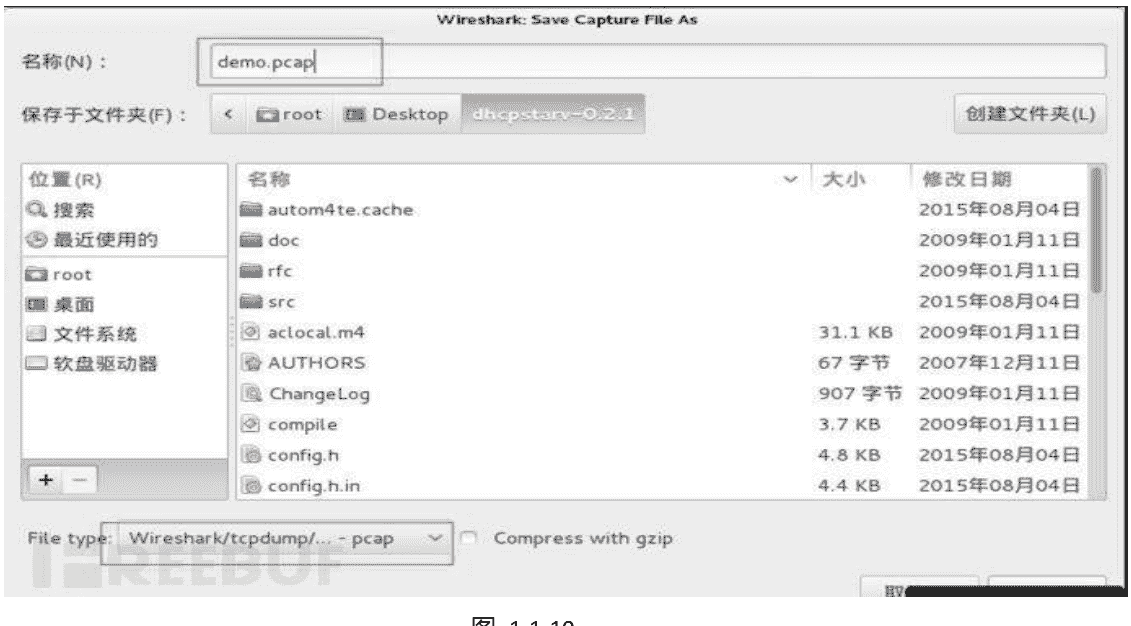 Wireshark: Save Capture File As
名称(N)：
demo.pcap
保存于文件夹(F)：
root
Desktop
dhcpstarv-0.2.1
创建文件夹(L)
位置(R)
搜索
最近使用的
root
桌面
文件系统
软盘驱动器
名称 大小 修改日期
autom4te.cache 2015年08月04日
doc 2009年01月11日
rfc 2009年01月11日
src 2015年08月04日
aclocal.m4 31.1 KB 2009年01月11日
AUTHORS 67 字节 2007年12月11日
ChangeLog 907 字节 2009年01月11日
compile 3.7 KB 2009年01月11日
config.h 4.8 KB 2015年08月04日
config.h.in 4.4 KB 2015年08月04日
File type: Wireshark/tcpdump/... - pcap
Compress with gzip
REEBUF